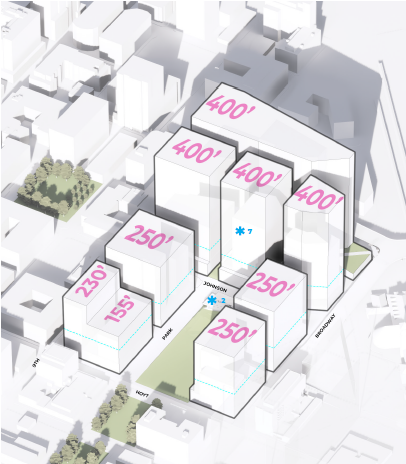 400'
400'
400'
400'
*7
250'
230'
155'
JOHNSON
*2
250'
250'
PARK
BROADWAY
9TH
HOYT